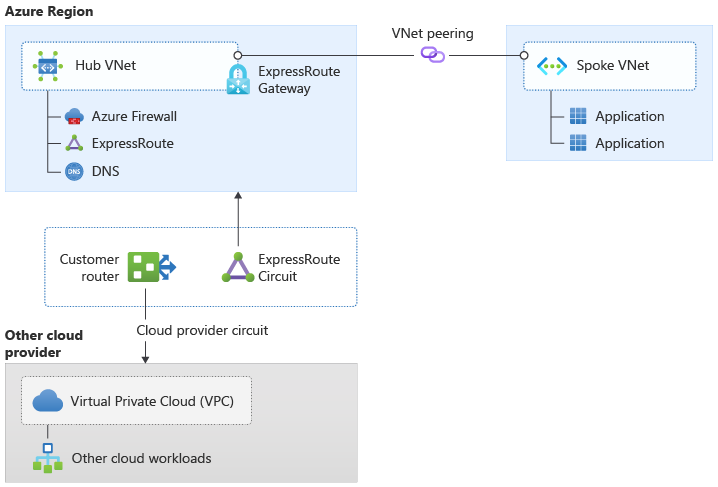 Azure Region
VNet peering
Hub VNet
ExpressRoute
Gateway
Spoke VNet
Azure Firewall
ExpressRoute
DNS
DNS
Application
Application
Customer
router
ExpressRoute
Circuit
Cloud provider circuit
Other cloud
provider
Virtual Private Cloud (VPC)
Other cloud workloads